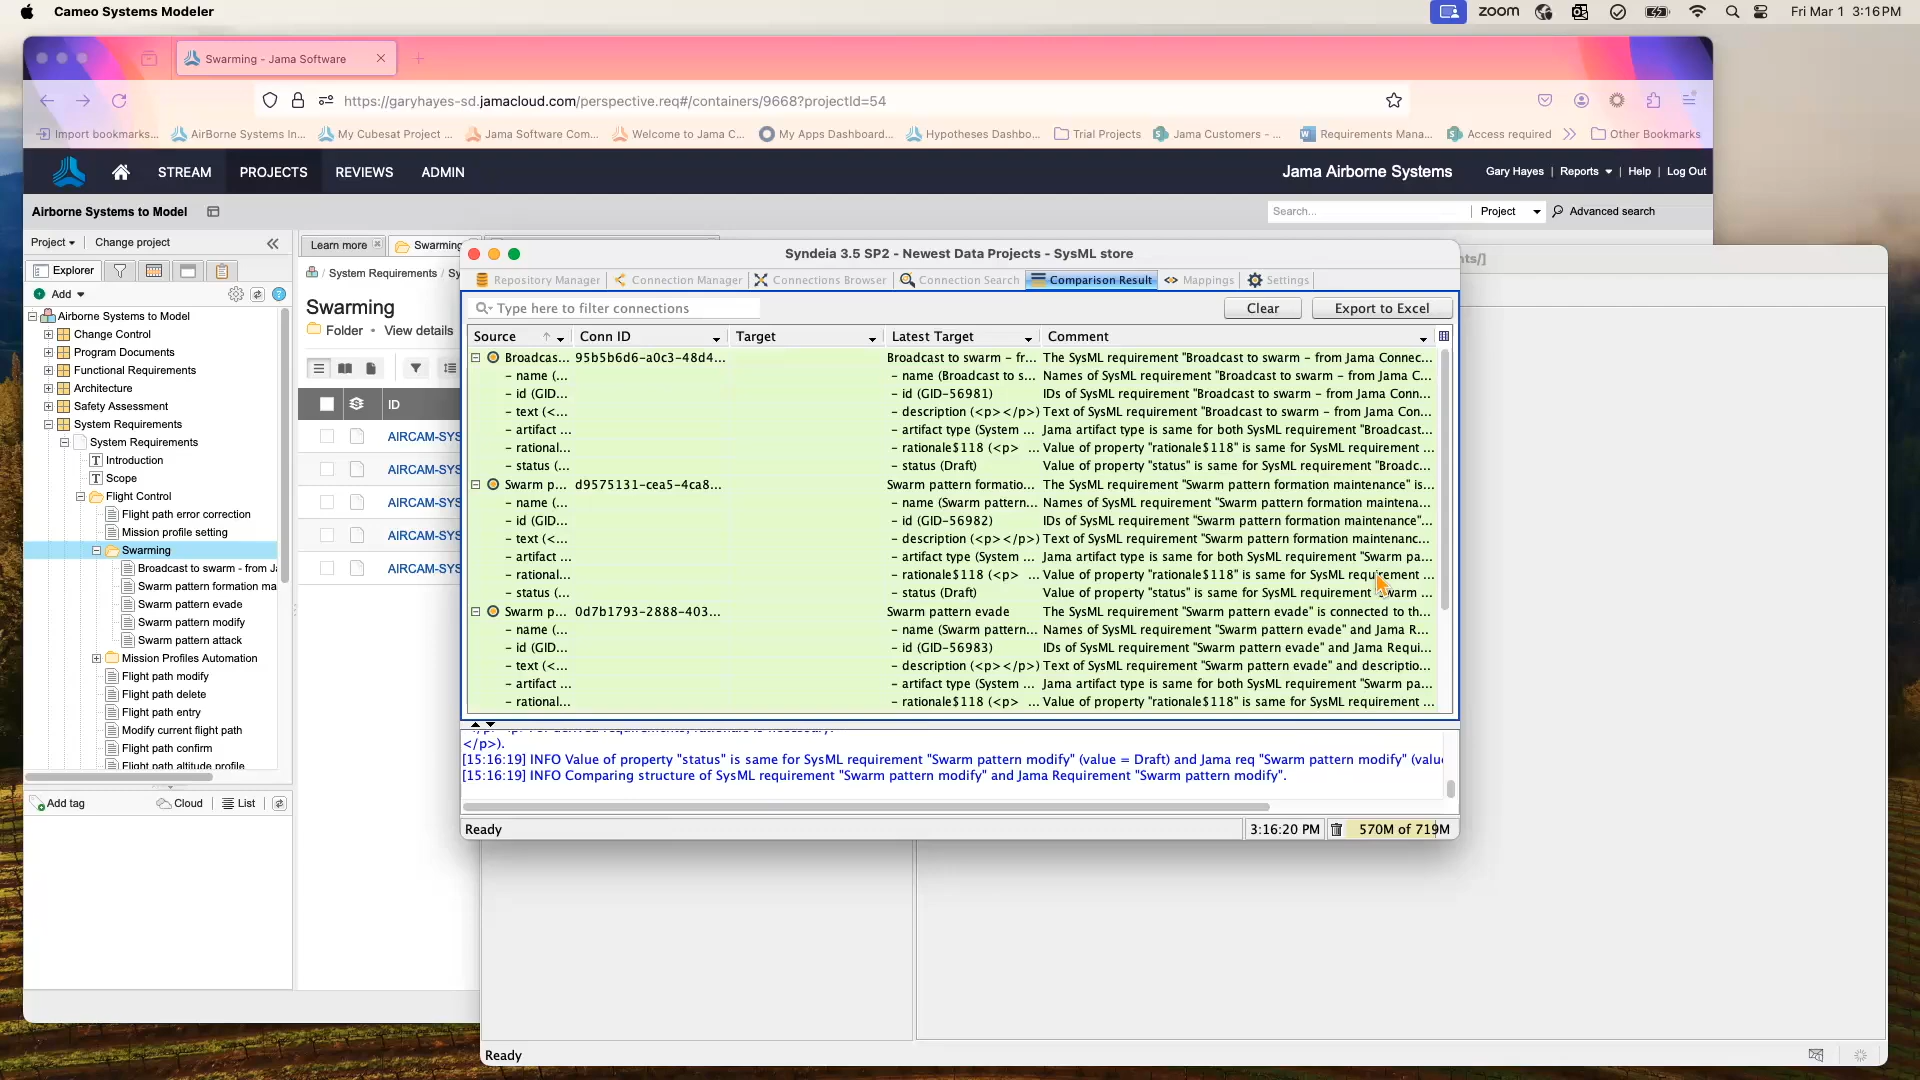 Cameo Systems Modeler
zoom
Fri Mar 1 3:16 PM
Swarming - Jama Software
https://garyhayes-sd.jamacloud.com/perspective.req#/containers/9668?projectId=54
Import bookmarks...
AirBorne Systems In...
My Cubesat Project ...
Jama Software Com...
Welcome to Jama C...
My Apps Dashboard...
Hypotheses Dashbo...
Trial Projects
Jama Customers - ...
Requirements Mana...
Access required
Other Bookmarks
STREAM
PROJECTS
REVIEWS
ADMIN
Jama Airborne Systems
Gary Hayes | Reports | Help | Log Out
Airborne Systems to Model
Search...
Project
Advanced search
Project
Change project
Explorer
Add
Airborne Systems to Model
Change Control
Program Documents
Functional Requirements
Architecture
Safety Assessment
System Requirements
System Requirements
Introduction
Scope
Flight Control
Flight path error correction
Mission profile setting
Swarming
Broadcast to swarm - from Ja
Swarm pattern formation ma
Swarm pattern evade
Swarm pattern modify
Swarm pattern attack
Mission Profiles Automation
Flight path modify
Flight path delete
Flight path entry
Modify current flight path
Flight path confirm
Flight path altitude profile
Add tag
Cloud
List
Learn more
Swarming
/ System Requirements / Sy
Swarming
Folder • View details
ID
AIRCAM-SYS
AIRCAM-SYS
AIRCAM-SYS
AIRCAM-SYS
AIRCAM-SYS
nts/]
Syndeia 3.5 SP2 - Newest Data Projects - SysML store
Repository Manager
Connection Manager
Connections Browser
Connection Search
Comparison Result
Mappings
Settings
Type here to filter connections
Clear
Export to Excel
Source Conn ID Target Latest Target Comment
Broadcas... 95b5b6d6-a0c3-48d4... Broadcast to swarm – fr... The SysML requirement "Broadcast to swarm – from Jama Connec...
– name (... – name (Broadcast to s... Names of SysML requirement "Broadcast to swarm – from Jama C...
– id (GID... – id (GID-56981) IDs of SysML requirement "Broadcast to swarm – from Jama Conn...
– text (<... – description (<p></p>) Text of SysML requirement "Broadcast to swarm – from Jama Con...
– artifact ... – artifact type (System ... Jama artifact type is same for both SysML requirement "Broadcast...
– rational... – rationale$118 (<p> ... Value of property "rationale$118" is same for SysML requirement ...
– status (... – status (Draft) Value of property "status" is same for SysML requirement "Broadc...
Swarm p... d9575131-cea5-4ca8... Swarm pattern formatio... The SysML requirement "Swarm pattern formation maintenance" is...
– name (... – name (Swarm pattern... Names of SysML requirement "Swarm pattern formation maintena...
– id (GID... – id (GID-56982) IDs of SysML requirement "Swarm pattern formation maintenance"...
– text (<... – description (<p></p>) Text of SysML requirement "Swarm pattern formation maintenanc...
– artifact ... – artifact type (System ... Jama artifact type is same for both SysML requirement "Swarm pa...
– rational... – rationale$118 (<p> ... Value of property "rationale$118" is same for SysML requirement ...
– status (... – status (Draft) Value of property "status" is same for SysML requirement "Swarm ...
Swarm p... 0d7b1793-2888-403... Swarm pattern evade The SysML requirement "Swarm pattern evade" is connected to th...
– name (... – name (Swarm pattern... Names of SysML requirement "Swarm pattern evade" and Jama R...
– id (GID... – id (GID-56983) IDs of SysML requirement "Swarm pattern evade" and Jama Requi...
– text (<... – description (<p></p>) Text of SysML requirement "Swarm pattern evade" and descriptio...
– artifact ... – artifact type (System ... Jama artifact type is same for both SysML requirement "Swarm pa...
– rational... – rationale$118 (<p> ... Value of property "rationale$118" is same for SysML requirement ...
</p>).
[15:16:19] INFO Value of property "status" is same for SysML requirement "Swarm pattern modify" (value = Draft) and Jama req "Swarm pattern modify" (valu
[15:16:19] INFO Comparing structure of SysML requirement "Swarm pattern modify" and Jama Requirement "Swarm pattern modify".
Ready
3:16:20 PM
570M of 719M
Ready